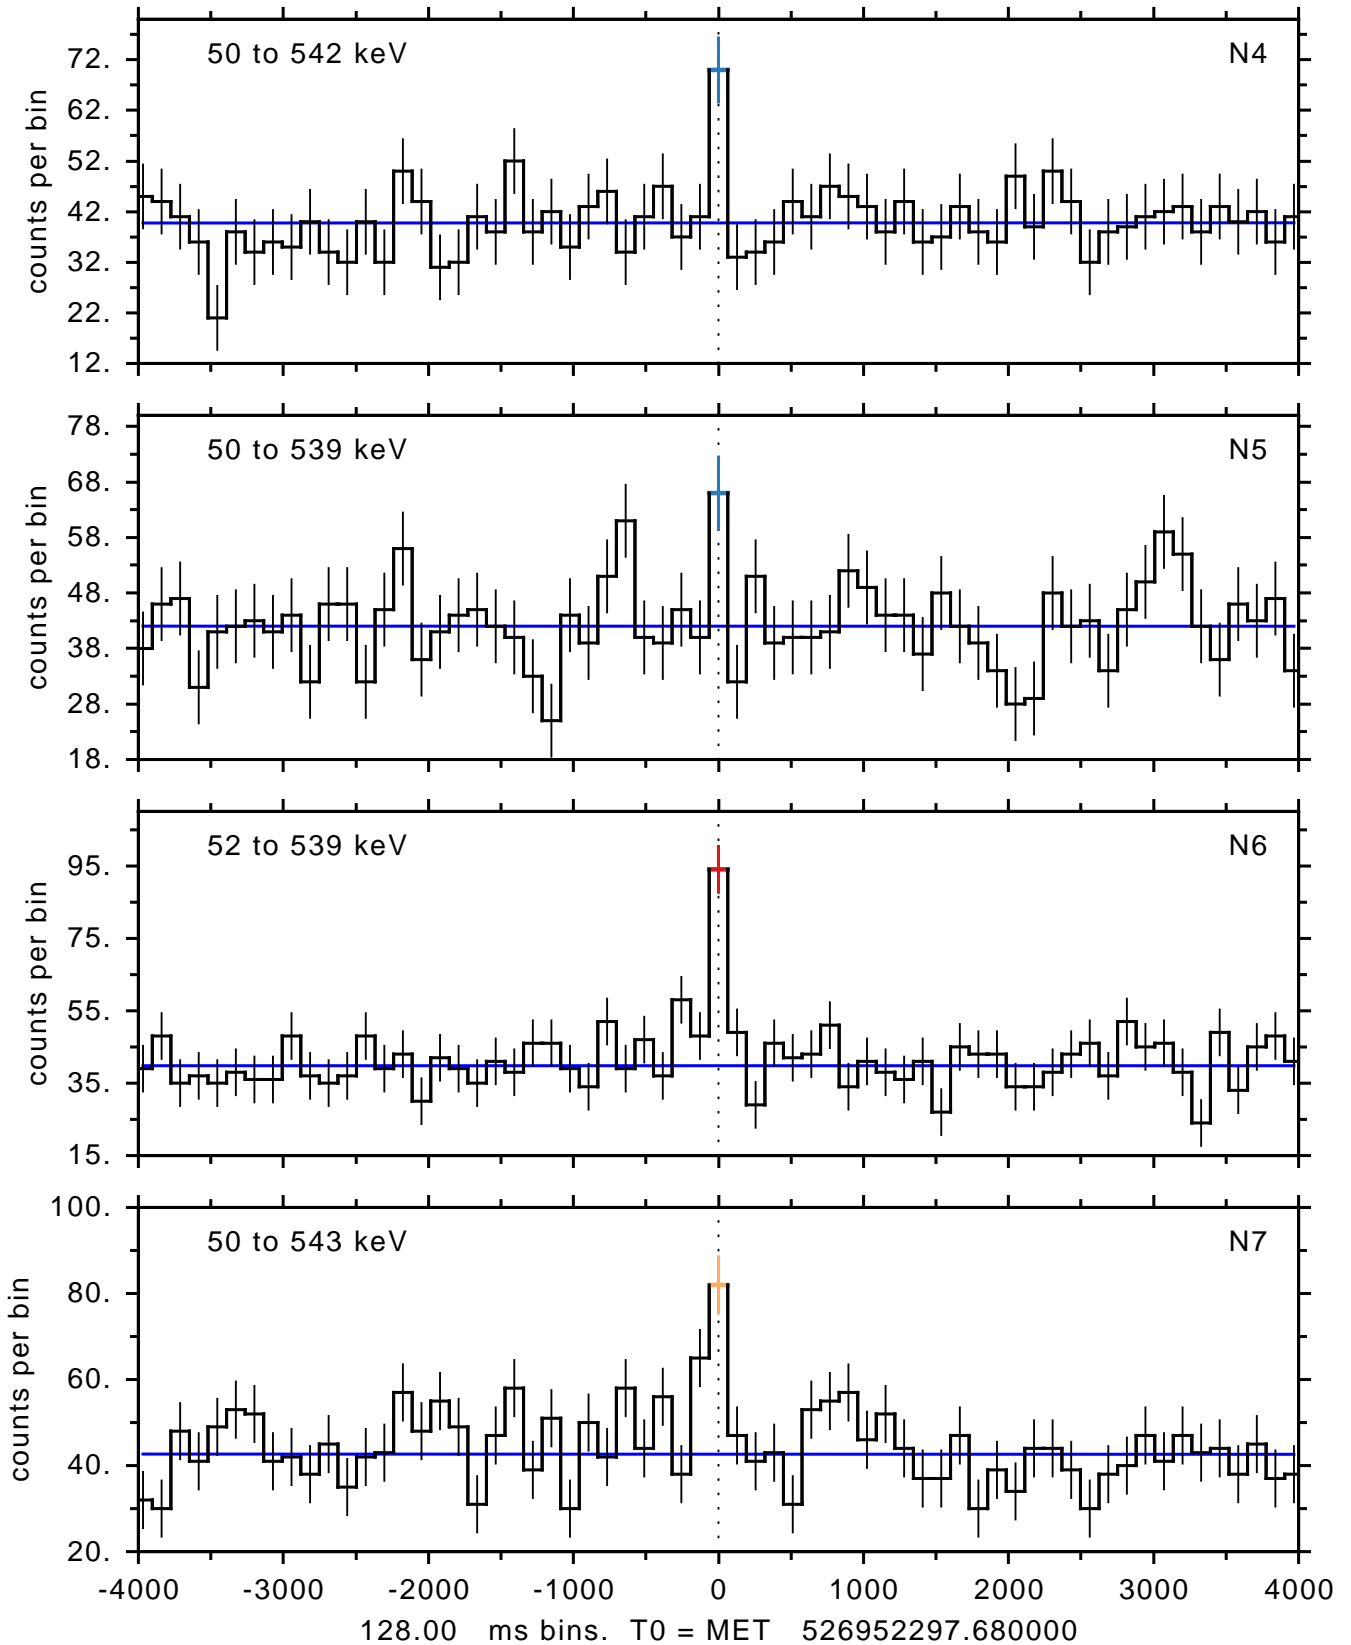 50 to 542 keV N4
counts per bin
72.
62.
52.
42.
32.
22.
12.
50 to 539 keV N5
counts per bin
78.
68.
58.
48.
38.
28.
18.
52 to 539 keV N6
counts per bin
95.
75.
55.
35.
15.
50 to 543 keV N7
counts per bin
100.
80.
60.
40.
20.
-4000 -3000 -2000 -1000 0 1000 2000 3000 4000
128.00 ms bins. T0 = MET 526952297.680000